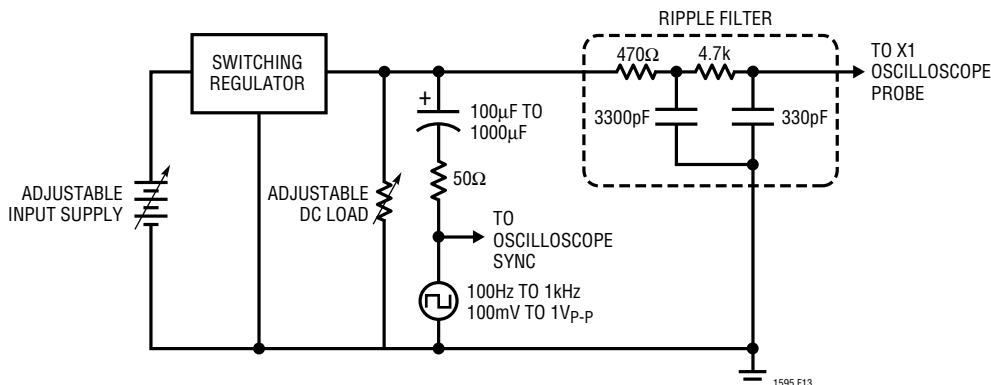 RIPPLE FILTER
SWITCHING
REGULATOR
470Ω
4.7k
TO X1
OSCILLOSCOPE
PROBE
+
100µF TO
1000µF
3300pF
330pF
ADJUSTABLE
INPUT SUPPLY
ADJUSTABLE
DC LOAD
50Ω
TO
OSCILLOSCOPE
SYNC
100Hz TO 1kHz
100mV TO 1VP-P
1595 F13